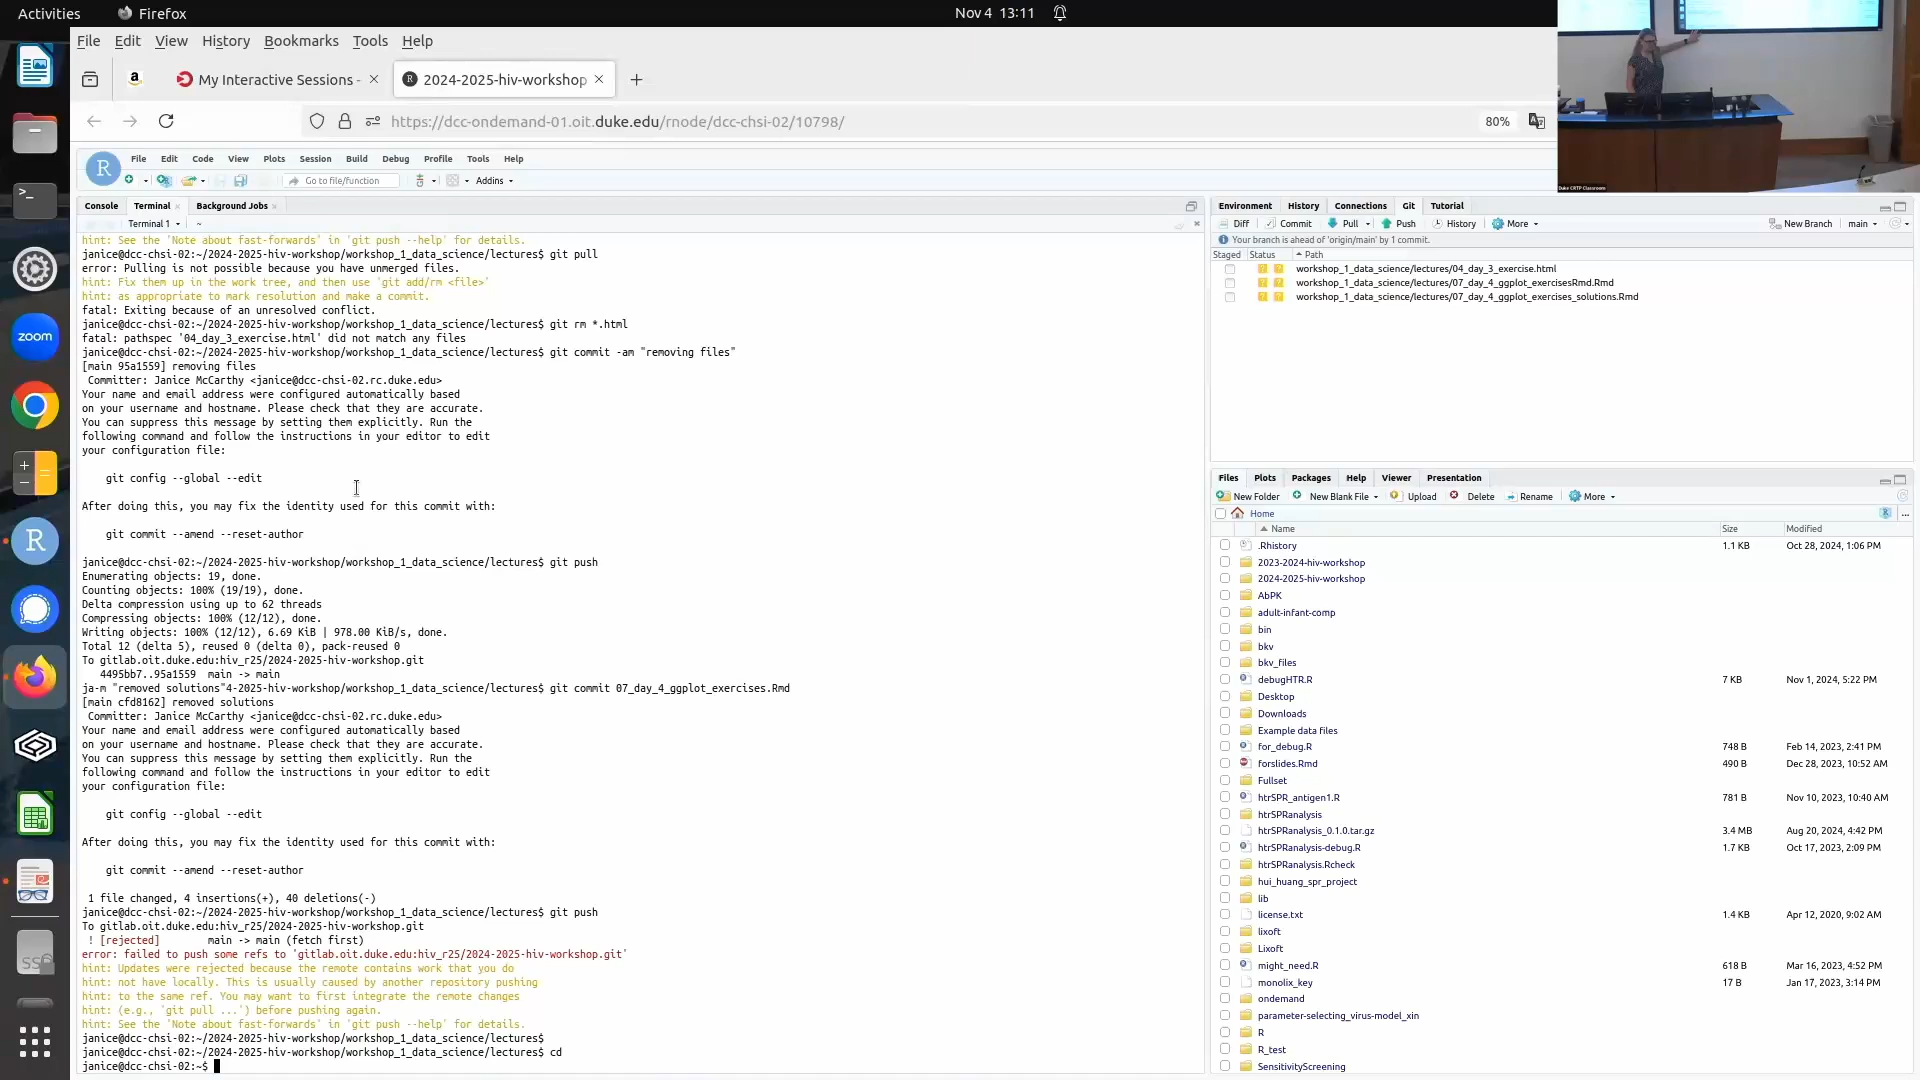 Activities
Firefox
Nov 4 13:11
File Edit View History Bookmarks Tools Help
My Interactive Sessions -
2024-2025-hiv-workshop
https://dcc-ondemand-01.oit.duke.edu/rnode/dcc-chsi-02/10798/
80%
File Edit Code View Plots Session Build Debug Profile Tools Help
Go to file/function
Addins
Console Terminal Background Jobs
Terminal 1 ~
hint: See the 'Note about fast-forwards' in 'git push --help' for details.
janice@dcc-chsi-02:~/2024-2025-hiv-workshop/workshop_1_data_science/lectures$ git pull
error: Pulling is not possible because you have unmerged files.
hint: Fix them up in the work tree, and then use 'git add/rm <file>'
hint: as appropriate to mark resolution and make a commit.
fatal: Exiting because of an unresolved conflict.
janice@dcc-chsi-02:~/2024-2025-hiv-workshop/workshop_1_data_science/lectures$ git rm *.html
fatal: pathspec '04_day_3_exercise.html' did not match any files
janice@dcc-chsi-02:~/2024-2025-hiv-workshop/workshop_1_data_science/lectures$ git commit -am "removing files"
[main 95a1559] removing files
Committer: Janice McCarthy <janice@dcc-chsi-02.rc.duke.edu>
Your name and email address were configured automatically based
on your username and hostname. Please check that they are accurate.
You can suppress this message by setting them explicitly. Run the
following command and follow the instructions in your editor to edit
your configuration file:
git config --global --edit
After doing this, you may fix the identity used for this commit with:
git commit --amend --reset-author
janice@dcc-chsi-02:~/2024-2025-hiv-workshop/workshop_1_data_science/lectures$ git push
Enumerating objects: 19, done.
Counting objects: 100% (19/19), done.
Delta compression using up to 62 threads
Compressing objects: 100% (12/12), done.
Writing objects: 100% (12/12), 6.69 KiB | 978.00 KiB/s, done.
Total 12 (delta 5), reused 0 (delta 0), pack-reused 0
To gitlab.oit.duke.edu:hiv_r25/2024-2025-hiv-workshop.git
4495bb7..95a1559 main -> main
ja-m "removed solutions"4-2025-hiv-workshop/workshop_1_data_science/lectures$ git commit 07_day_4_ggplot_exercises.Rmd
[main cfd8162] removed solutions
Committer: Janice McCarthy <janice@dcc-chsi-02.rc.duke.edu>
Your name and email address were configured automatically based
on your username and hostname. Please check that they are accurate.
You can suppress this message by setting them explicitly. Run the
following command and follow the instructions in your editor to edit
your configuration file:
git config --global --edit
After doing this, you may fix the identity used for this commit with:
git commit --amend --reset-author
1 file changed, 4 insertions(+), 40 deletions(-)
janice@dcc-chsi-02:~/2024-2025-hiv-workshop/workshop_1_data_science/lectures$ git push
To gitlab.oit.duke.edu:hiv_r25/2024-2025-hiv-workshop.git
! [rejected] main -> main (fetch first)
error: failed to push some refs to 'gitlab.oit.duke.edu:hiv_r25/2024-2025-hiv-workshop.git'
hint: Updates were rejected because the remote contains work that you do
hint: not have locally. This is usually caused by another repository pushing
hint: to the same ref. You may want to first integrate the remote changes
hint: (e.g., 'git pull ...') before pushing again.
hint: See the 'Note about fast-forwards' in 'git push --help' for details.
janice@dcc-chsi-02:~/2024-2025-hiv-workshop/workshop_1_data_science/lectures$
janice@dcc-chsi-02:~/2024-2025-hiv-workshop/workshop_1_data_science/lectures$ cd
janice@dcc-chsi-02:~$
Environment History Connections Git Tutorial
Diff Commit Pull Push History More New Branch main
Your branch is ahead of 'origin/main' by 1 commit.
Staged Status Path
workshop_1_data_science/lectures/04_day_3_exercise.html
workshop_1_data_science/lectures/07_day_4_ggplot_exercisesRmd.Rmd
workshop_1_data_science/lectures/07_day_4_ggplot_exercises_solutions.Rmd
Files Plots Packages Help Viewer Presentation
New Folder New Blank File Upload Delete Rename More
Home
Name Size Modified
.Rhistory 1.1 KB Oct 28, 2024, 1:06 PM
2023-2024-hiv-workshop
2024-2025-hiv-workshop
AbPK
adult-infant-comp
bin
bkv
bkv_files
debugHTR.R 7 KB Nov 1, 2024, 5:22 PM
Desktop
Downloads
Example data files
for_debug.R 748 B Feb 14, 2023, 2:41 PM
forslides.Rmd 490 B Dec 28, 2023, 10:52 AM
Fullset
htrSPR_antigen1.R 781 B Nov 10, 2023, 10:40 AM
htrSPRanalysis
htrSPRanalysis_0.1.0.tar.gz 3.4 MB Aug 20, 2024, 4:42 PM
htrSPRanalysis-debug.R 1.7 KB Oct 17, 2023, 2:09 PM
htrSPRanalysis.Rcheck
hui_huang_spr_project
lib
license.txt 1.4 KB Apr 12, 2020, 9:02 AM
lixoft
Lixoft
might_need.R 618 B Mar 16, 2023, 4:52 PM
monolix_key 17 B Jan 17, 2023, 3:14 PM
ondemand
parameter-selecting_virus-model_xin
R
R_test
SensitivityScreening
zoom
R
Duke CRTP Classroom